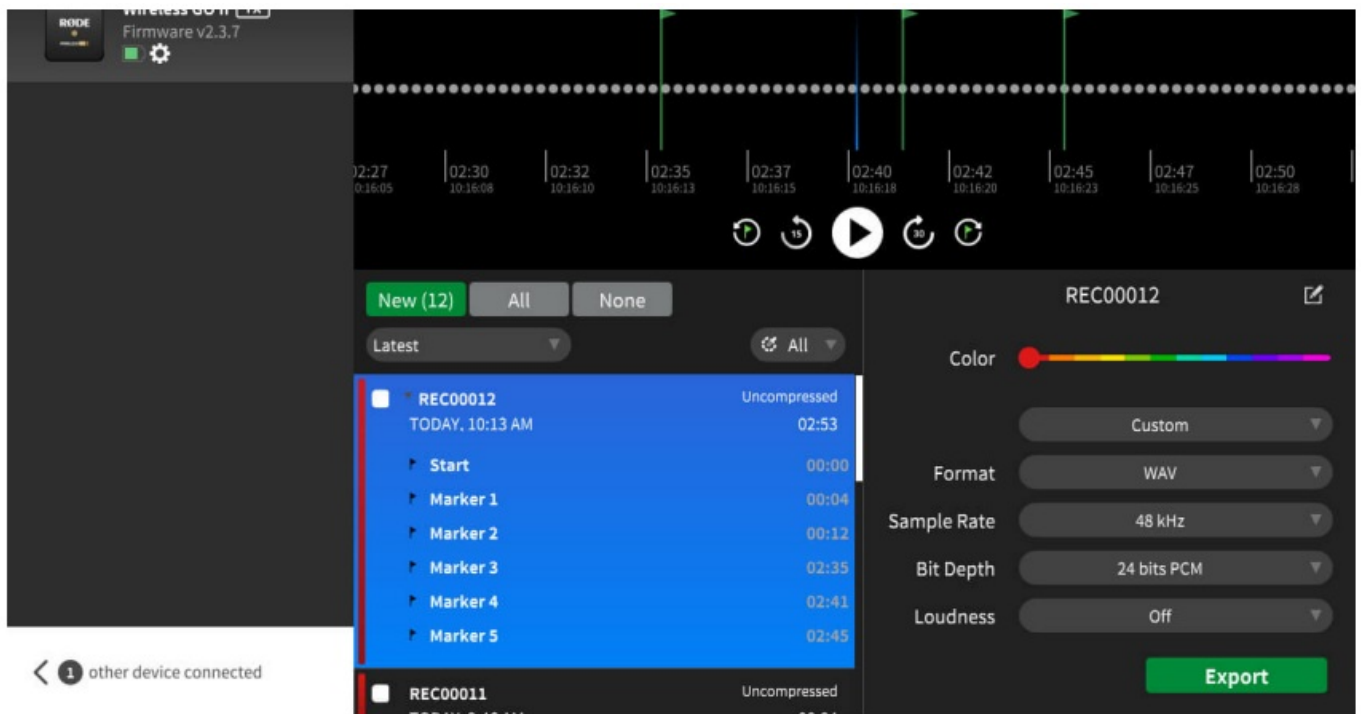 RØDE
Wireless GO II TX
Firmware v2.3.7
02:27 02:30 02:32 02:35 02:37 02:40 02:42 02:45 02:47 02:50
10:16:05 10:16:08 10:16:10 10:16:13 10:16:15 10:16:18 10:16:20 10:16:23 10:16:25 10:16:28
15 30
New (12) All None
Latest All
REC00012 Uncompressed
TODAY, 10:13 AM 02:53
Start 00:00
Marker 1 00:04
Marker 2 00:12
Marker 3 02:35
Marker 4 02:41
Marker 5 02:45
REC00011 Uncompressed
REC00012
Color
Custom
Format WAV
Sample Rate 48 kHz
Bit Depth 24 bits PCM
Loudness Off
Export
1 other device connected